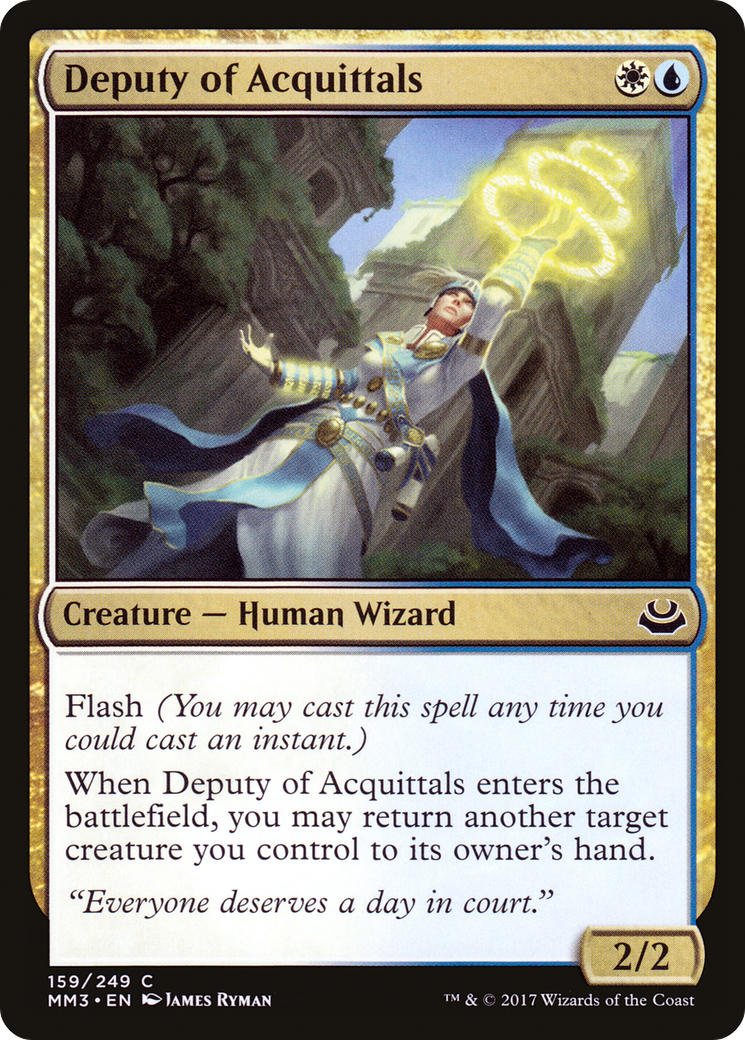 Deputy of Acquittals
Creature — Human Wizard
Flash (You may cast this spell any time you
could cast an instant.)
When Deputy of Acquittals enters the
battlefield, you may return another target
creature you control to its owner's hand.
“Everyone deserves a day in court.”
2/2
159/249 C
MM3 • EN James Ryman
™ & © 2017 Wizards of the Coast